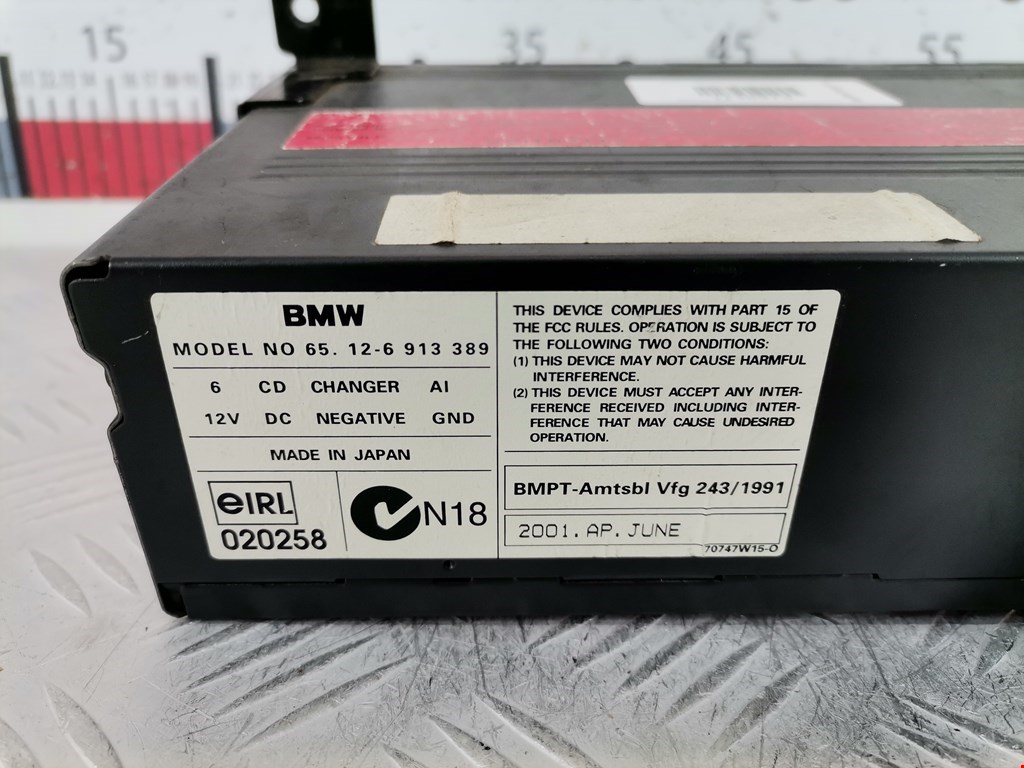 15
35
45
55
BMW
MODEL NO 65. 12-6 913 389
6 CD CHANGER AI
12V DC NEGATIVE GND
MADE IN JAPAN
eIRL
020258
N18
THIS DEVICE COMPLIES WITH PART 15 OF
THE FCC RULES. OPERATION IS SUBJECT TO
THE FOLLOWING TWO CONDITIONS:
(1) THIS DEVICE MAY NOT CAUSE HARMFUL
INTERFERENCE.
(2) THIS DEVICE MUST ACCEPT ANY INTER-
FERENCE RECEIVED INCLUDING INTER-
FERENCE THAT MAY CAUSE UNDESIRED
OPERATION.
BMPT-Amtsbl Vfg 243/1991
2001. AP. JUNE
70747W15-O